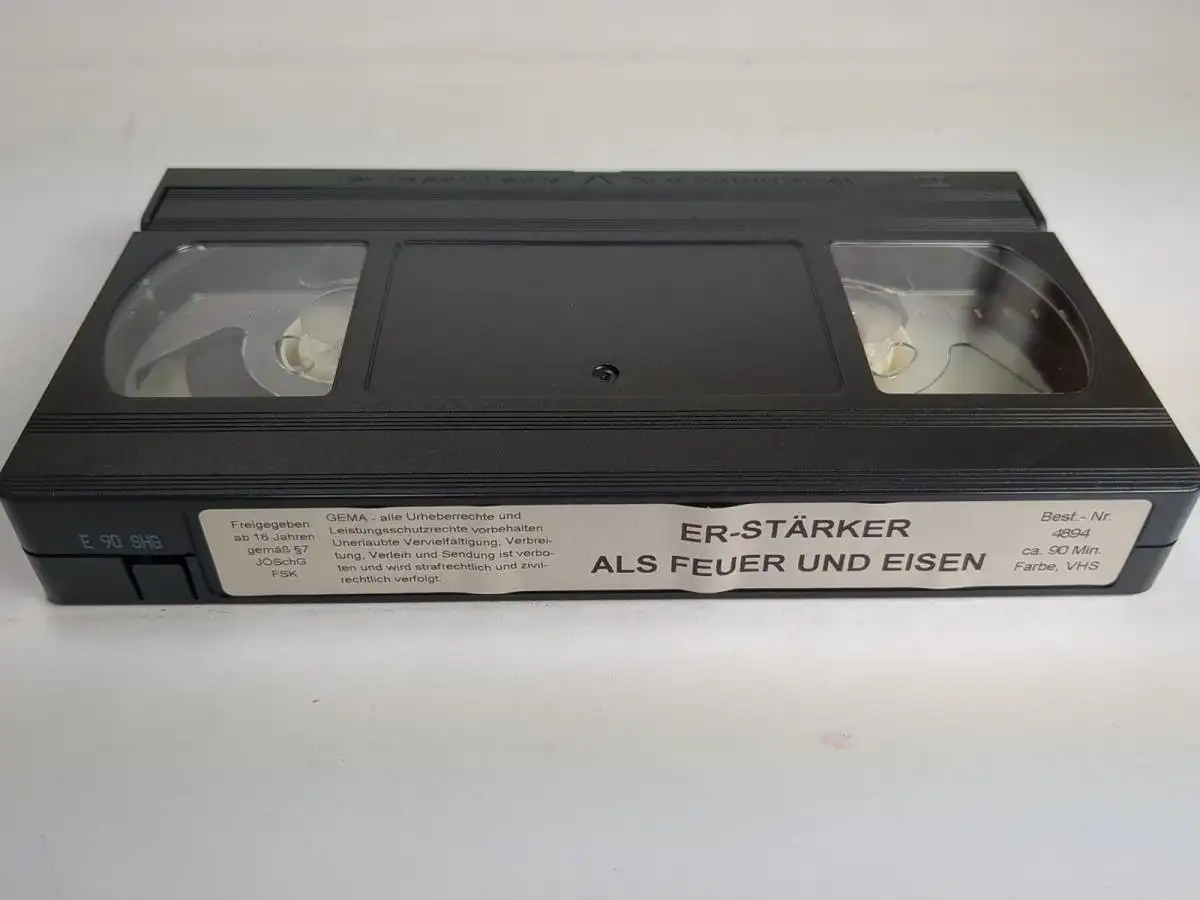 E 90 SHG
Freigegeben
ab 16 Jahren
gemäß §7
JÖSchG
FSK
GEMA - alle Urheberrechte und
Leistungsschutzrechte vorbehalten
Unerlaubte Vervielfältigung, Verbrei-
tung, Verleih und Sendung ist verbo-
ten und wird strafrechtlich und zivil-
rechtlich verfolgt.
ER-STÄRKER
ALS FEUER UND EISEN
Best.- Nr.
4894
ca. 90 Min.
Farbe, VHS